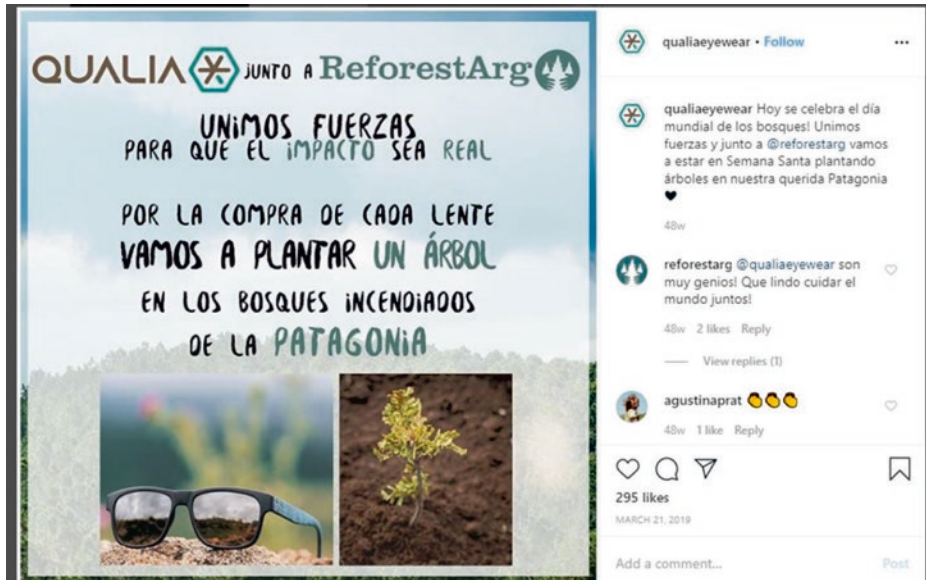 QUALIA JUNTO A ReforestArg
UNIMOS FUERZAS
PARA QUE EL IMPACTO SEA REAL
POR LA COMPRA DE CADA LENTE
VAMOS A PLANTAR UN ÁRBOL
EN LOS BOSQUES INCENDIADOS
DE LA PATAGONIA
qualiaeyewear • Follow
qualiaeyewear Hoy se celebra el día
mundial de los bosques! Unimos
fuerzas y junto a @reforestarg vamos
a estar en Semana Santa plantando
árboles en nuestra querida Patagonia
🖤
48w
reforestarg @qualiaeyewear son
muy genios! Que lindo cuidar el
mundo juntos!
48w 2 likes Reply
View replies (1)
agustinaprat 👏👏👏
48w 1 like Reply
295 likes
MARCH 21, 2019
Add a comment... Post